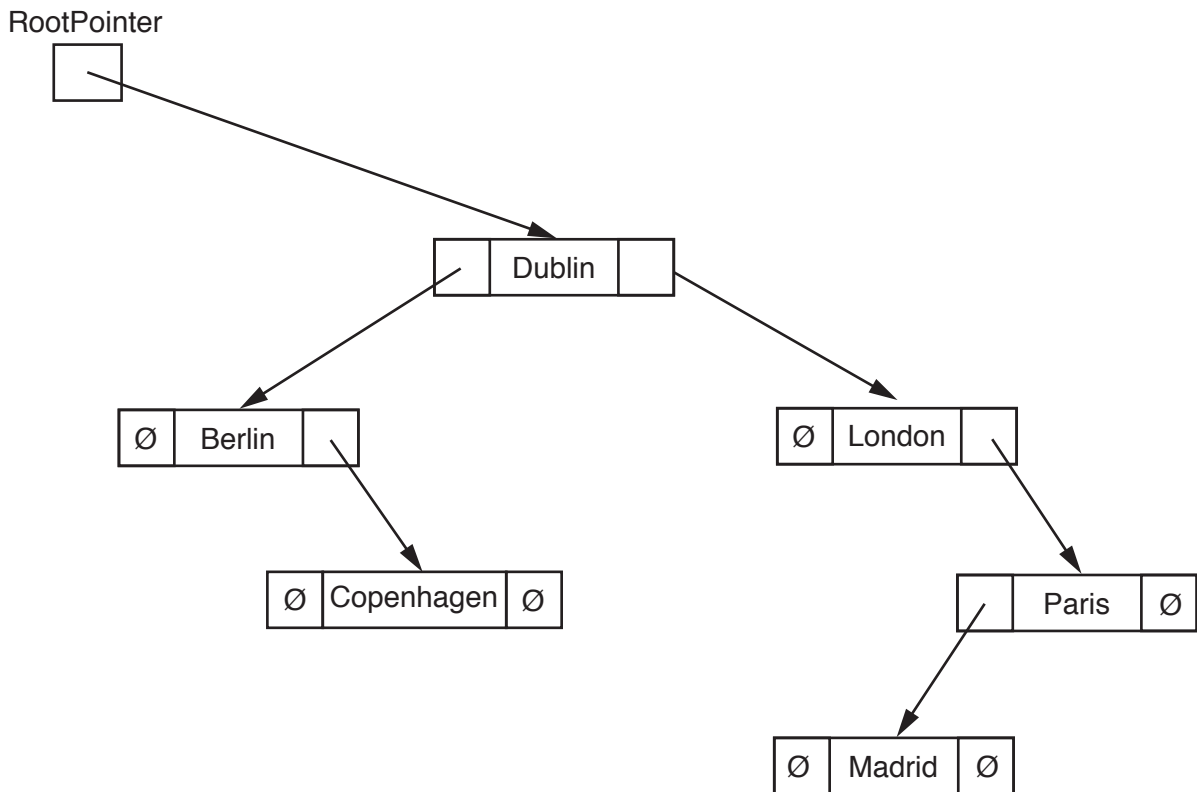 RootPointer
Dublin
Ø Berlin
Ø London
Ø Copenhagen Ø
Paris Ø
Ø Madrid Ø